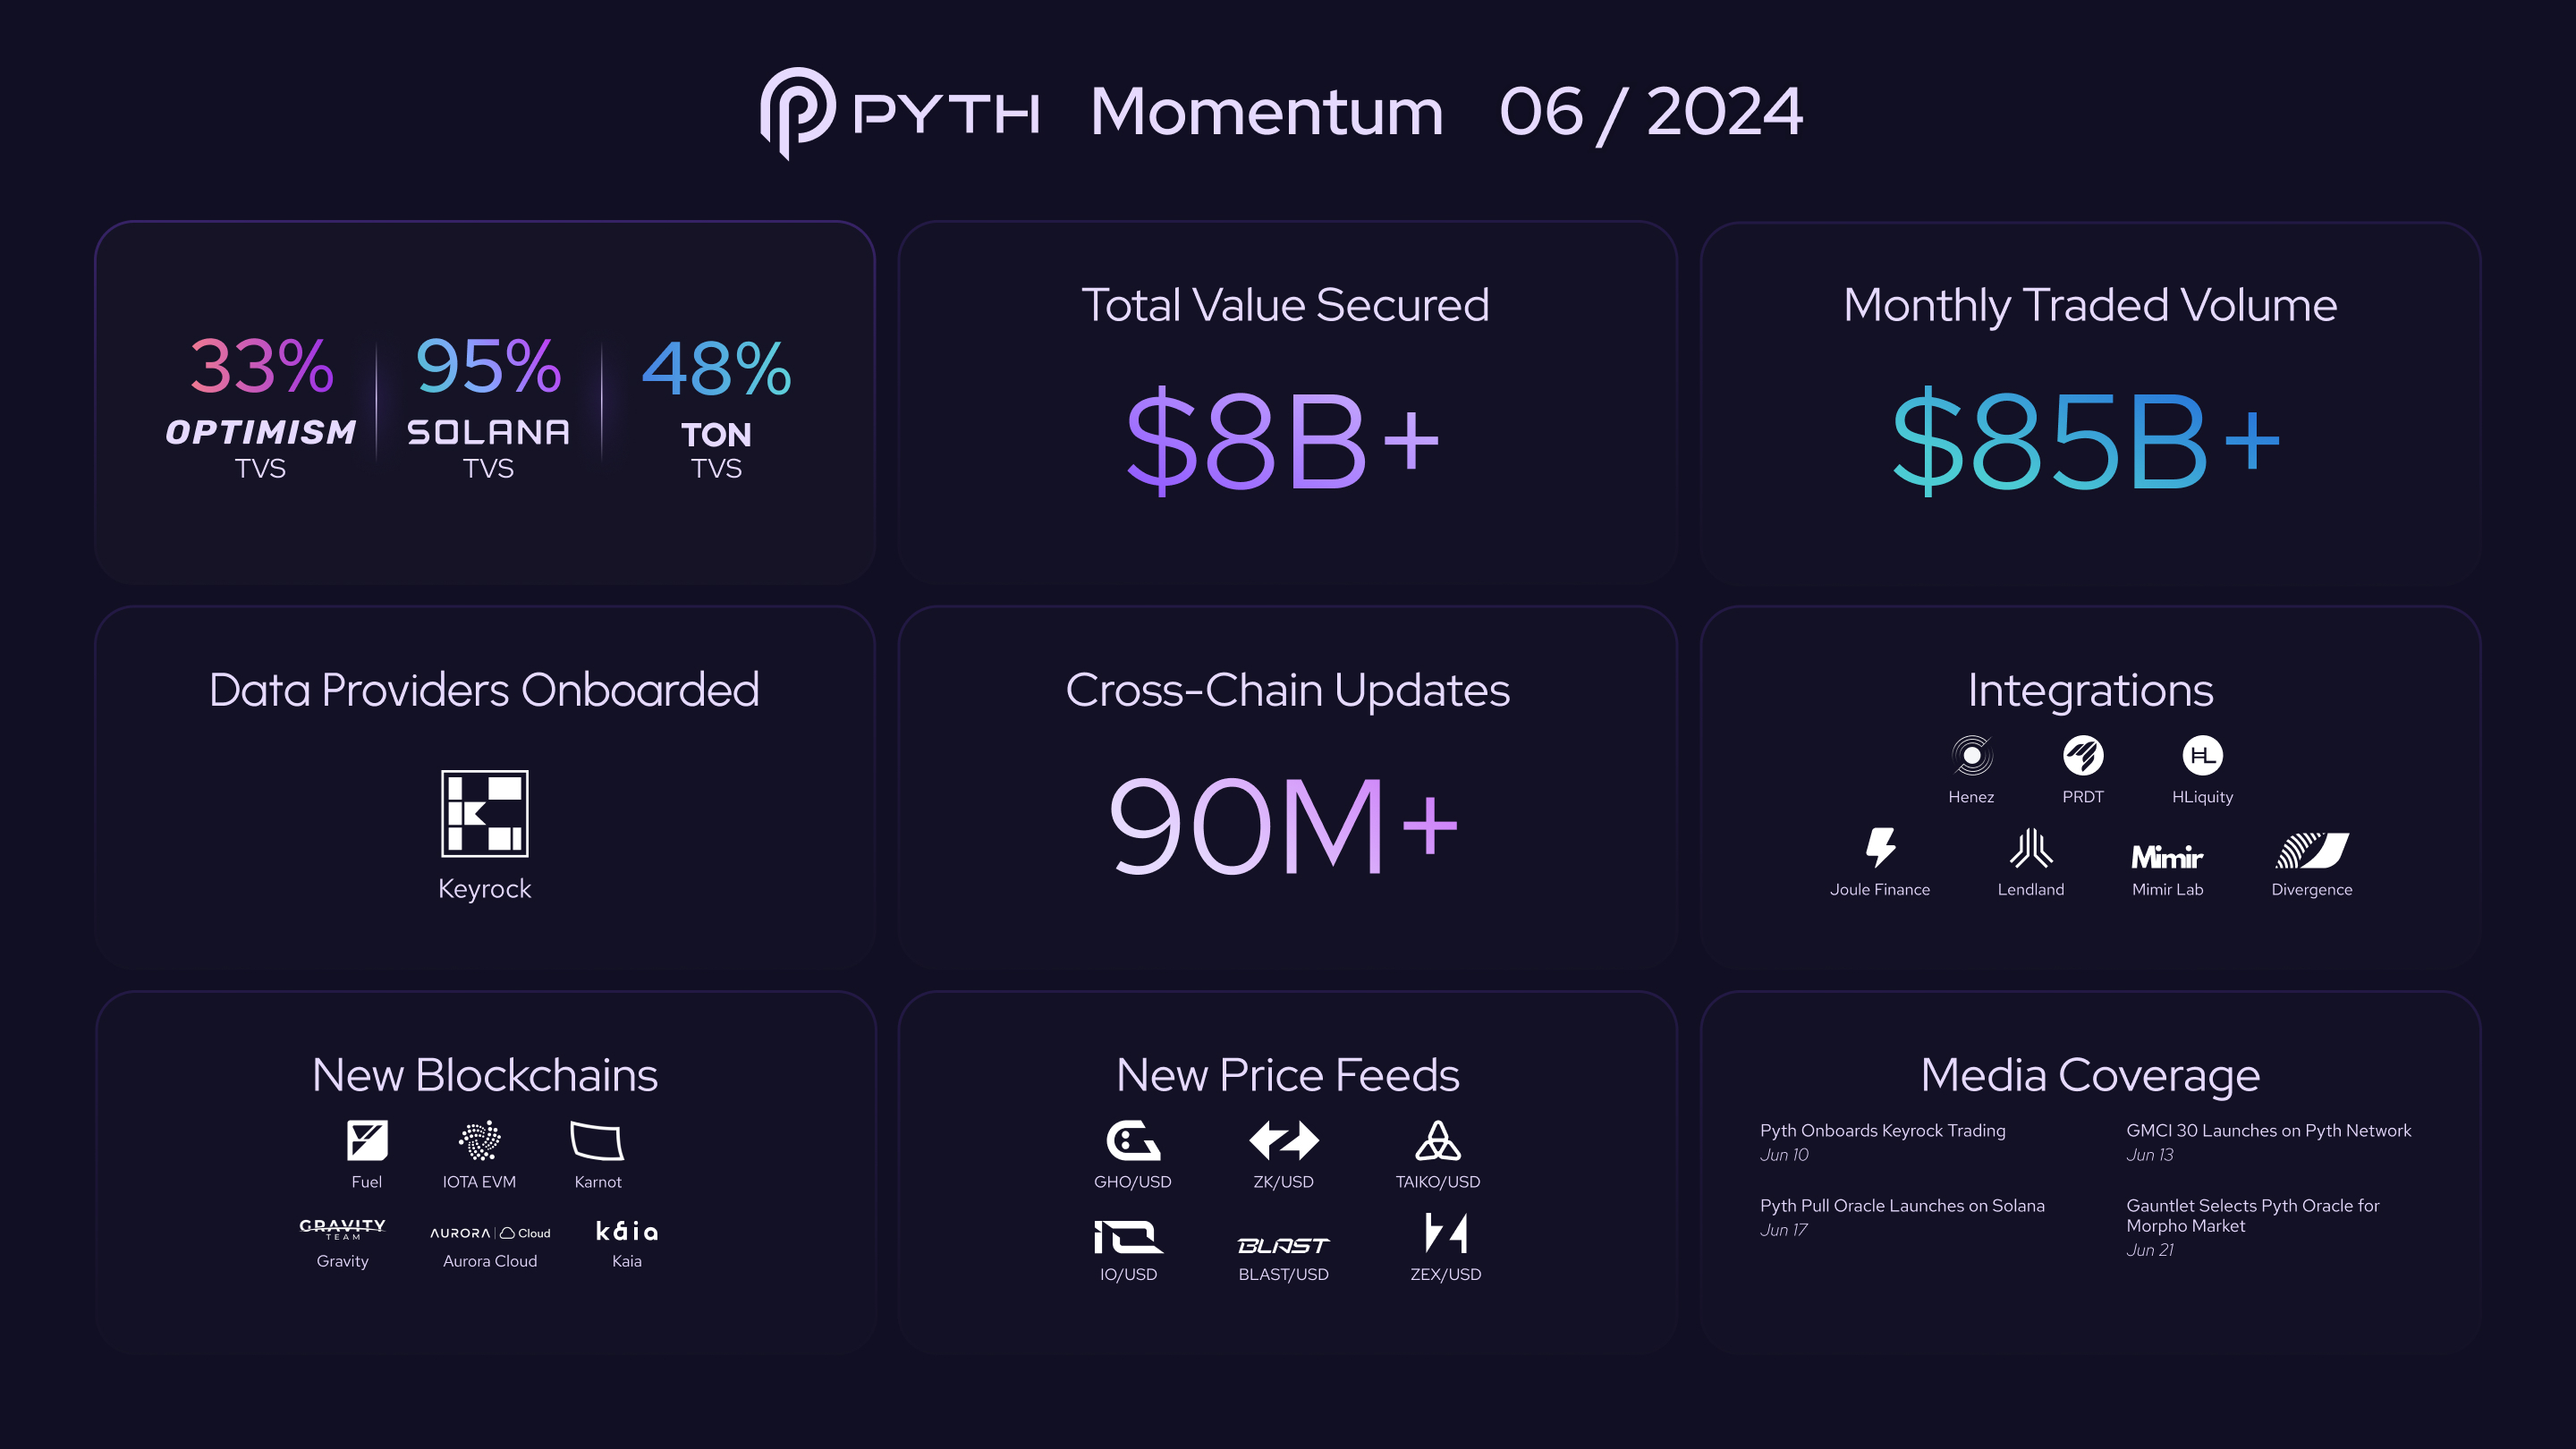 PYTH Momentum 06 / 2024
33%
OPTIMISM
TVS
95%
SOLANA
TVS
48%
TON
TVS
Total Value Secured
$8B+
Monthly Traded Volume
$85B+
Data Providers Onboarded
Keyrock
Cross-Chain Updates
90M+
Integrations
HL
Henez
PRDT
HLiquity
Mimir
Joule Finance
Lendland
Mimir Lab
Divergence
New Blockchains
Fuel
IOTA EVM
Karnot
GRAVITY
TEAM
AURORA | Cloud
kaia
Gravity
Aurora Cloud
Kaia
New Price Feeds
GHO/USD
ZK/USD
TAIKO/USD
IO
BLAST
IO/USD
BLAST/USD
ZEX/USD
Media Coverage
Pyth Onboards Keyrock Trading
Jun 10
GMCI 30 Launches on Pyth Network
Jun 13
Pyth Pull Oracle Launches on Solana
Jun 17
Gauntlet Selects Pyth Oracle for
Morpho Market
Jun 21